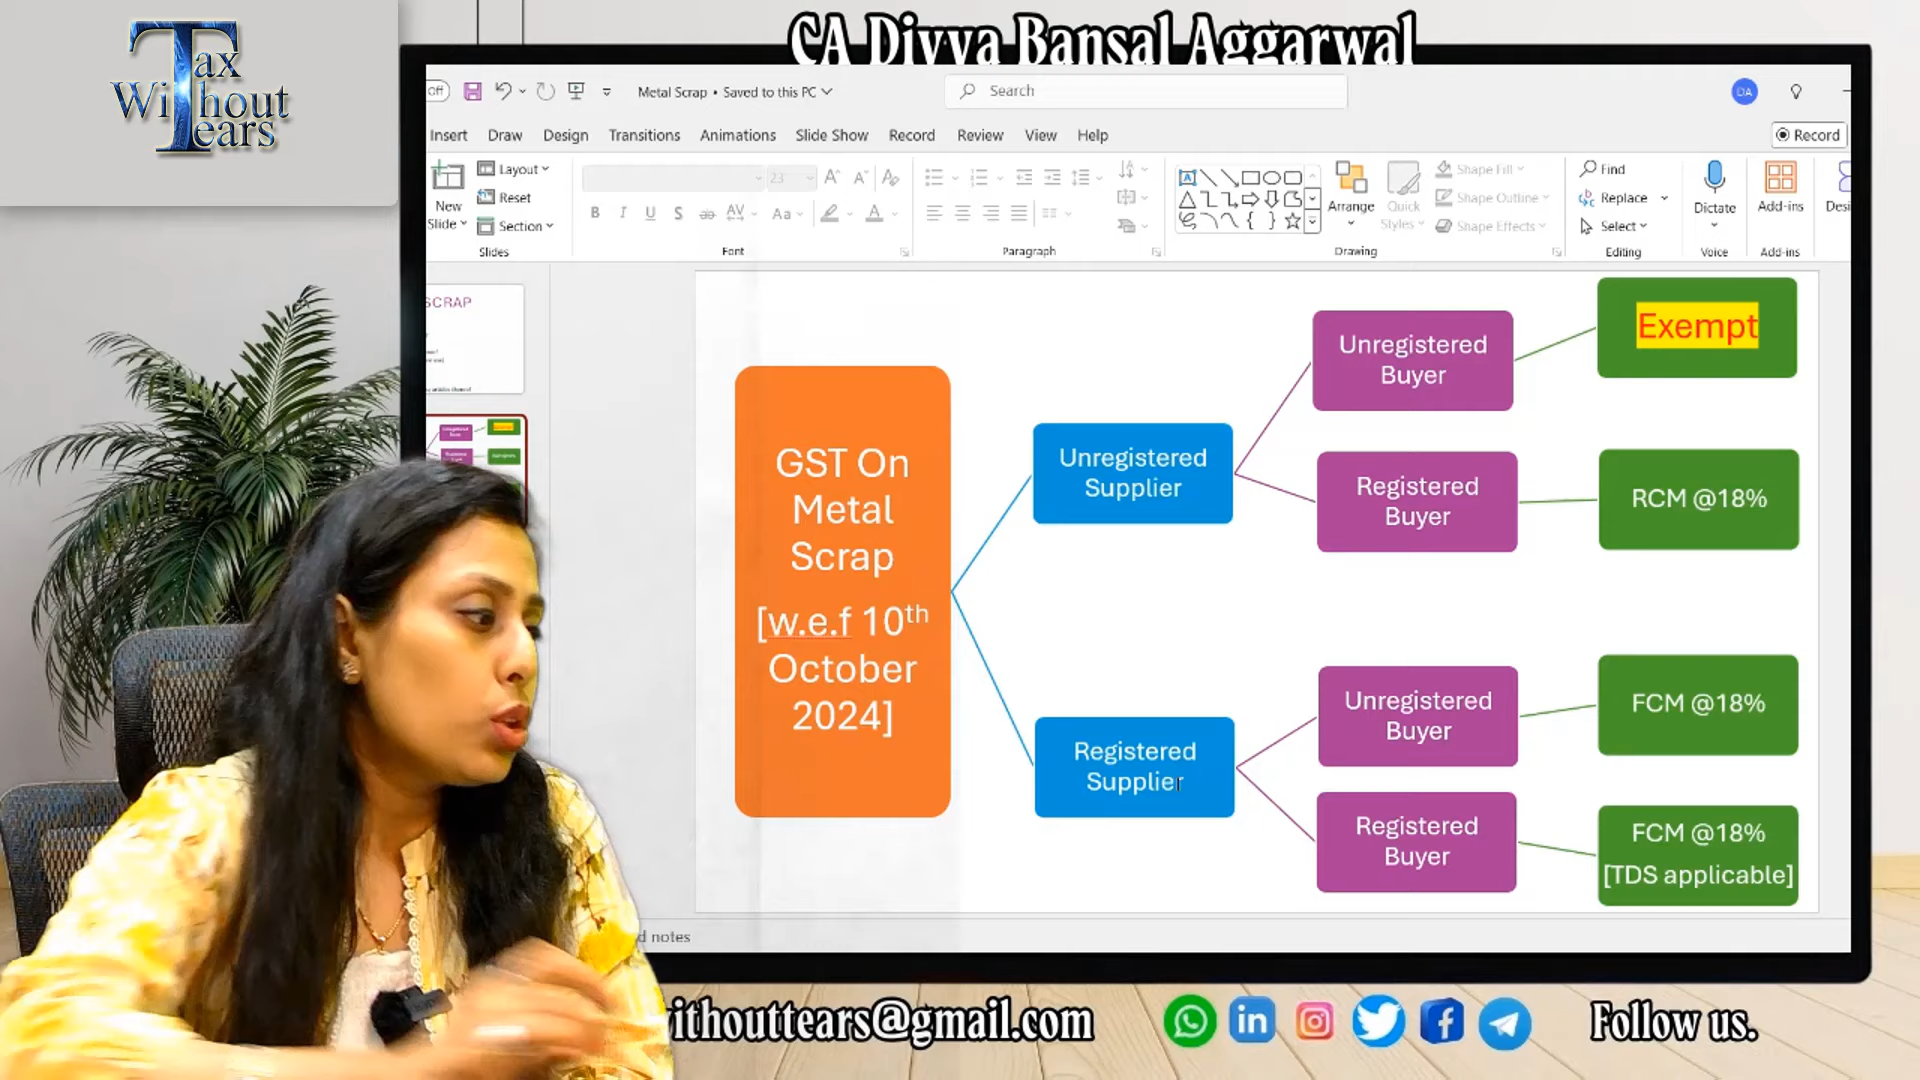 Tax
Without
Tears
CA Divya Bansal Aggarwal
Off
Metal Scrap • Saved to this PC
Search
DA
Insert Draw Design Transitions Animations Slide Show Record Review View Help
Record
New
Slide
Layout
Reset
Section
Slides
23
Font
Paragraph
Arrange
Quick
Styles
Shape Fill
Shape Outline
Shape Effects
Drawing
Find
Replace
Select
Editing
Dictate
Voice
Add-ins
Add-ins
SCRAP
GST On
Metal
Scrap
[w.e.f 10th
October
2024]
Unregistered
Supplier
Registered
Supplier
Unregistered
Buyer
Registered
Buyer
Unregistered
Buyer
Registered
Buyer
Exempt
RCM @18%
FCM @18%
FCM @18%
[TDS applicable]
d notes
withouttears@gmail.com
Follow us.